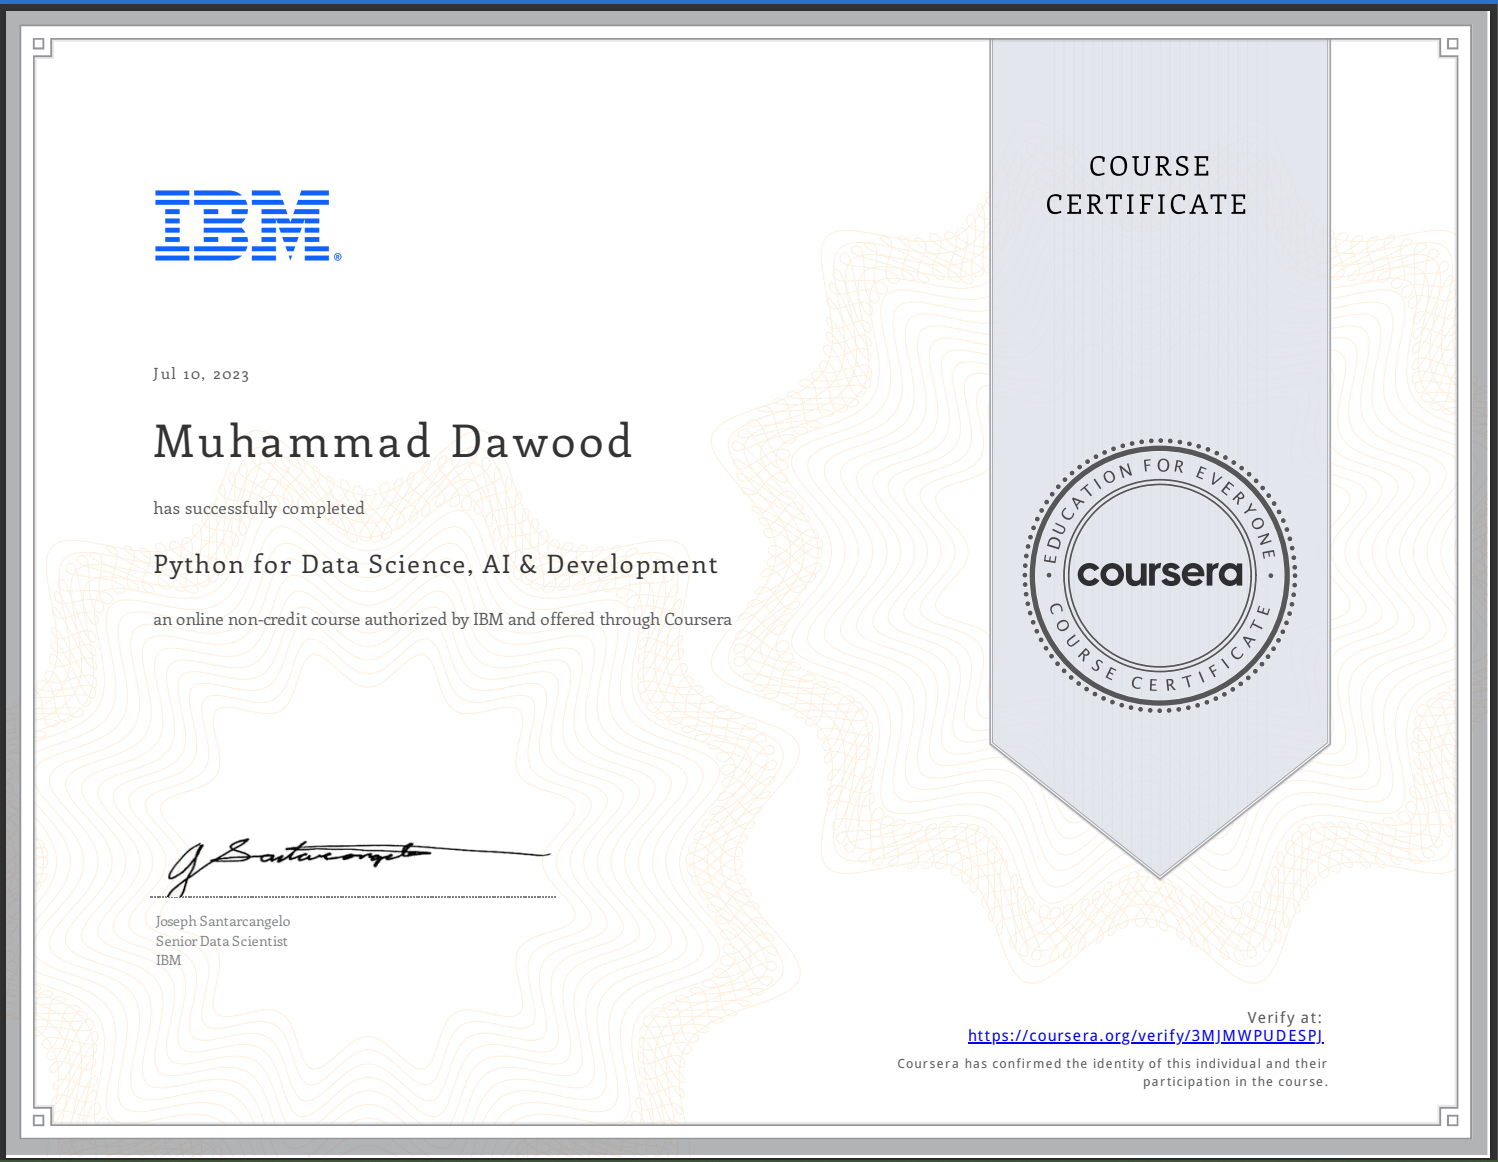 IBM®
COURSE
CERTIFICATE
Jul 10, 2023
Muhammad Dawood
has successfully completed
Python for Data Science, AI & Development
an online non-credit course authorized by IBM and offered through Coursera
EDUCATION FOR EVERYONE
coursera
COURSE CERTIFICATE
J Santarcangelo
Joseph Santarcangelo
Senior Data Scientist
IBM
Verify at:
https://coursera.org/verify/3MJMWPUDESPJ
Coursera has confirmed the identity of this individual and their
participation in the course.